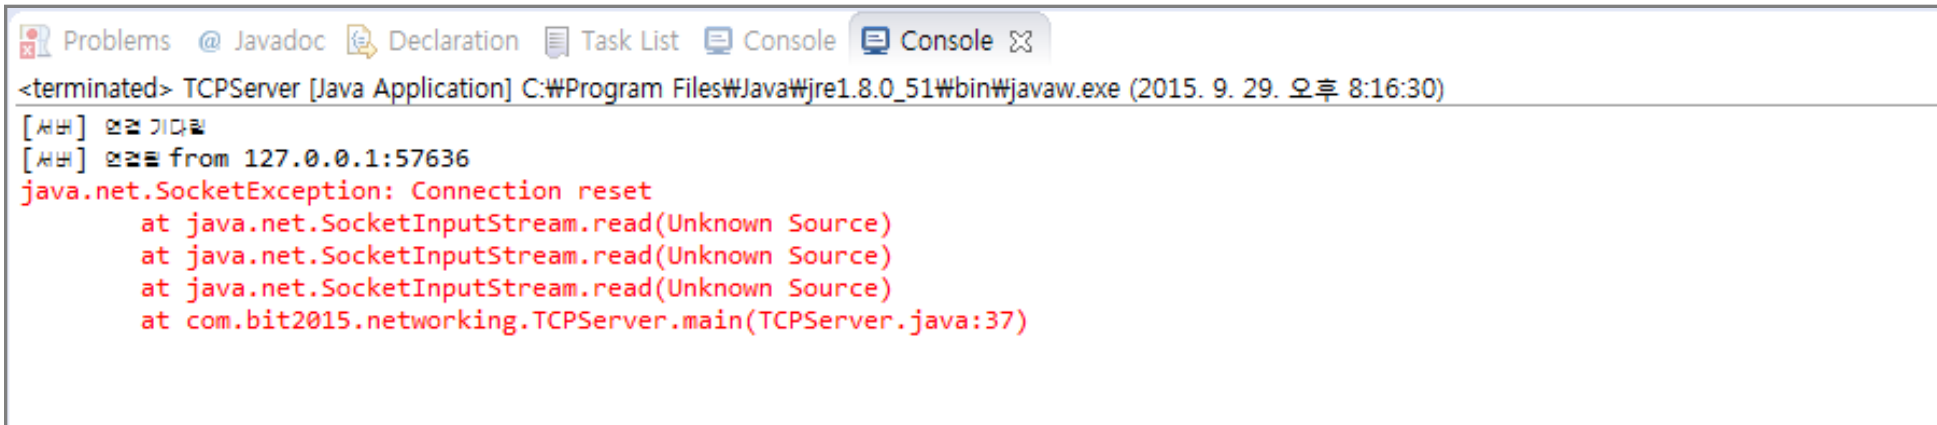 Problems @ Javadoc Declaration Task List Console Console
<terminated> TCPServer [Java Application] C:₩Program Files₩Java₩jre1.8.0_51₩bin₩javaw.exe (2015. 9. 29. 오후 8:16:30)
[서버] 연결 기다림
[서버] 연결됨 from 127.0.0.1:57636
java.net.SocketException: Connection reset
at java.net.SocketInputStream.read(Unknown Source)
at java.net.SocketInputStream.read(Unknown Source)
at java.net.SocketInputStream.read(Unknown Source)
at com.bit2015.networking.TCPServer.main(TCPServer.java:37)